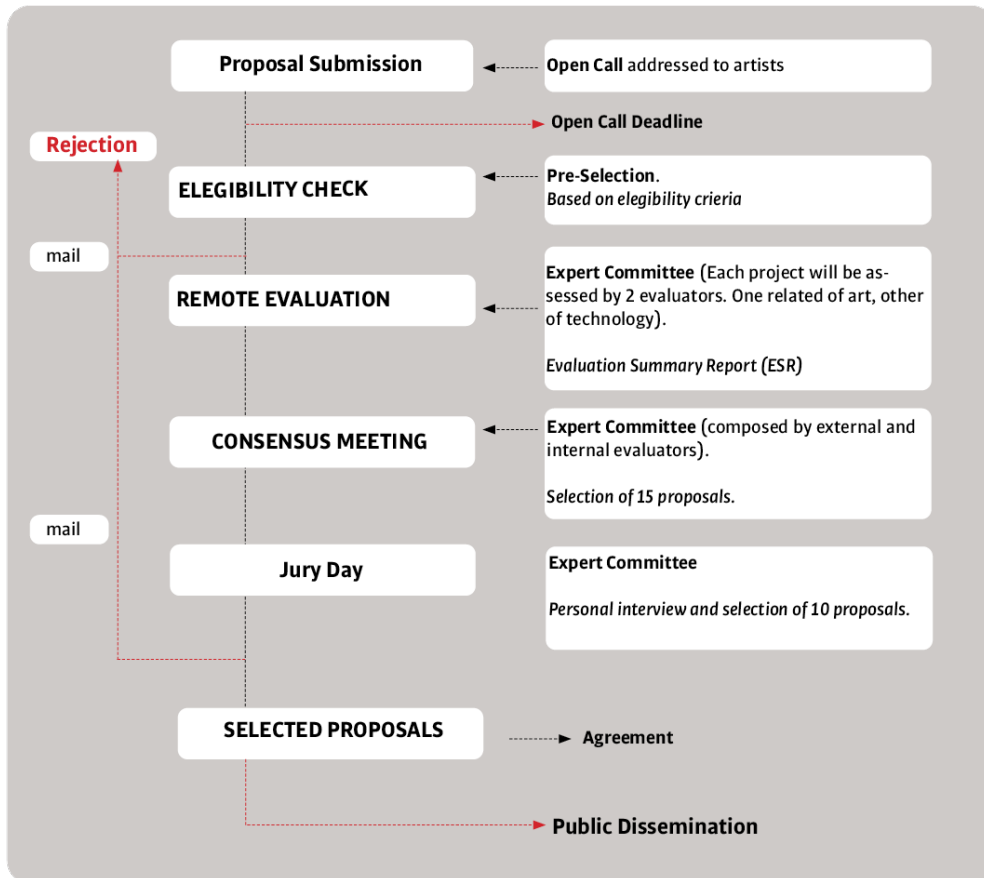 Proposal Submission
Open Call addressed to artists
Open Call Deadline
Rejection
ELEGIBILITY CHECK
Pre-Selection.
Based on elegibility crieria
mail
REMOTE EVALUATION
Expert Committee (Each project will be as-
sessed by 2 evaluators. One related of art, other
of technology).
Evaluation Summary Report (ESR)
CONSENSUS MEETING
Expert Committee (composed by external and
internal evaluators).
Selection of 15 proposals.
mail
Jury Day
Expert Committee
Personal interview and selection of 10 proposals.
SELECTED PROPOSALS
Agreement
Public Dissemination